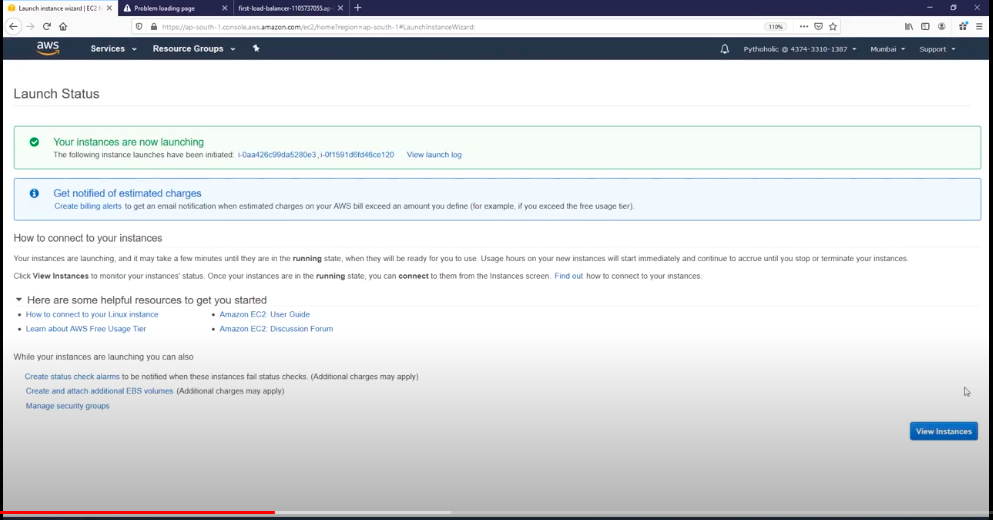 Launch instance wizard | EC2 M
Problem loading page
first-load-balancer-1105737055.ap-
https://ap-south-1.console.aws.amazon.com/ec2/home?region=ap-south-1#LaunchInstanceWizard:
110%
aws
Services
Resource Groups
Pythoholic @ 4374-3310-1387
Mumbai
Support
Launch Status
Your instances are now launching
The following instance launches have been initiated: i-0aa426c99da5280e3, i-0f1591d6fd46ce120 View launch log
Get notified of estimated charges
Create billing alerts to get an email notification when estimated charges on your AWS bill exceed an amount you define (for example, if you exceed the free usage tier).
How to connect to your instances
Your instances are launching, and it may take a few minutes until they are in the running state, when they will be ready for you to use. Usage hours on your new instances will start immediately and continue to accrue until you stop or terminate your instances.
Click View Instances to monitor your instances' status. Once your instances are in the running state, you can connect to them from the Instances screen. Find out how to connect to your instances.
Here are some helpful resources to get you started
• How to connect to your Linux instance
• Amazon EC2: User Guide
• Learn about AWS Free Usage Tier
• Amazon EC2: Discussion Forum
While your instances are launching you can also
Create status check alarms to be notified when these instances fail status checks. (Additional charges may apply)
Create and attach additional EBS volumes (Additional charges may apply)
Manage security groups
View Instances